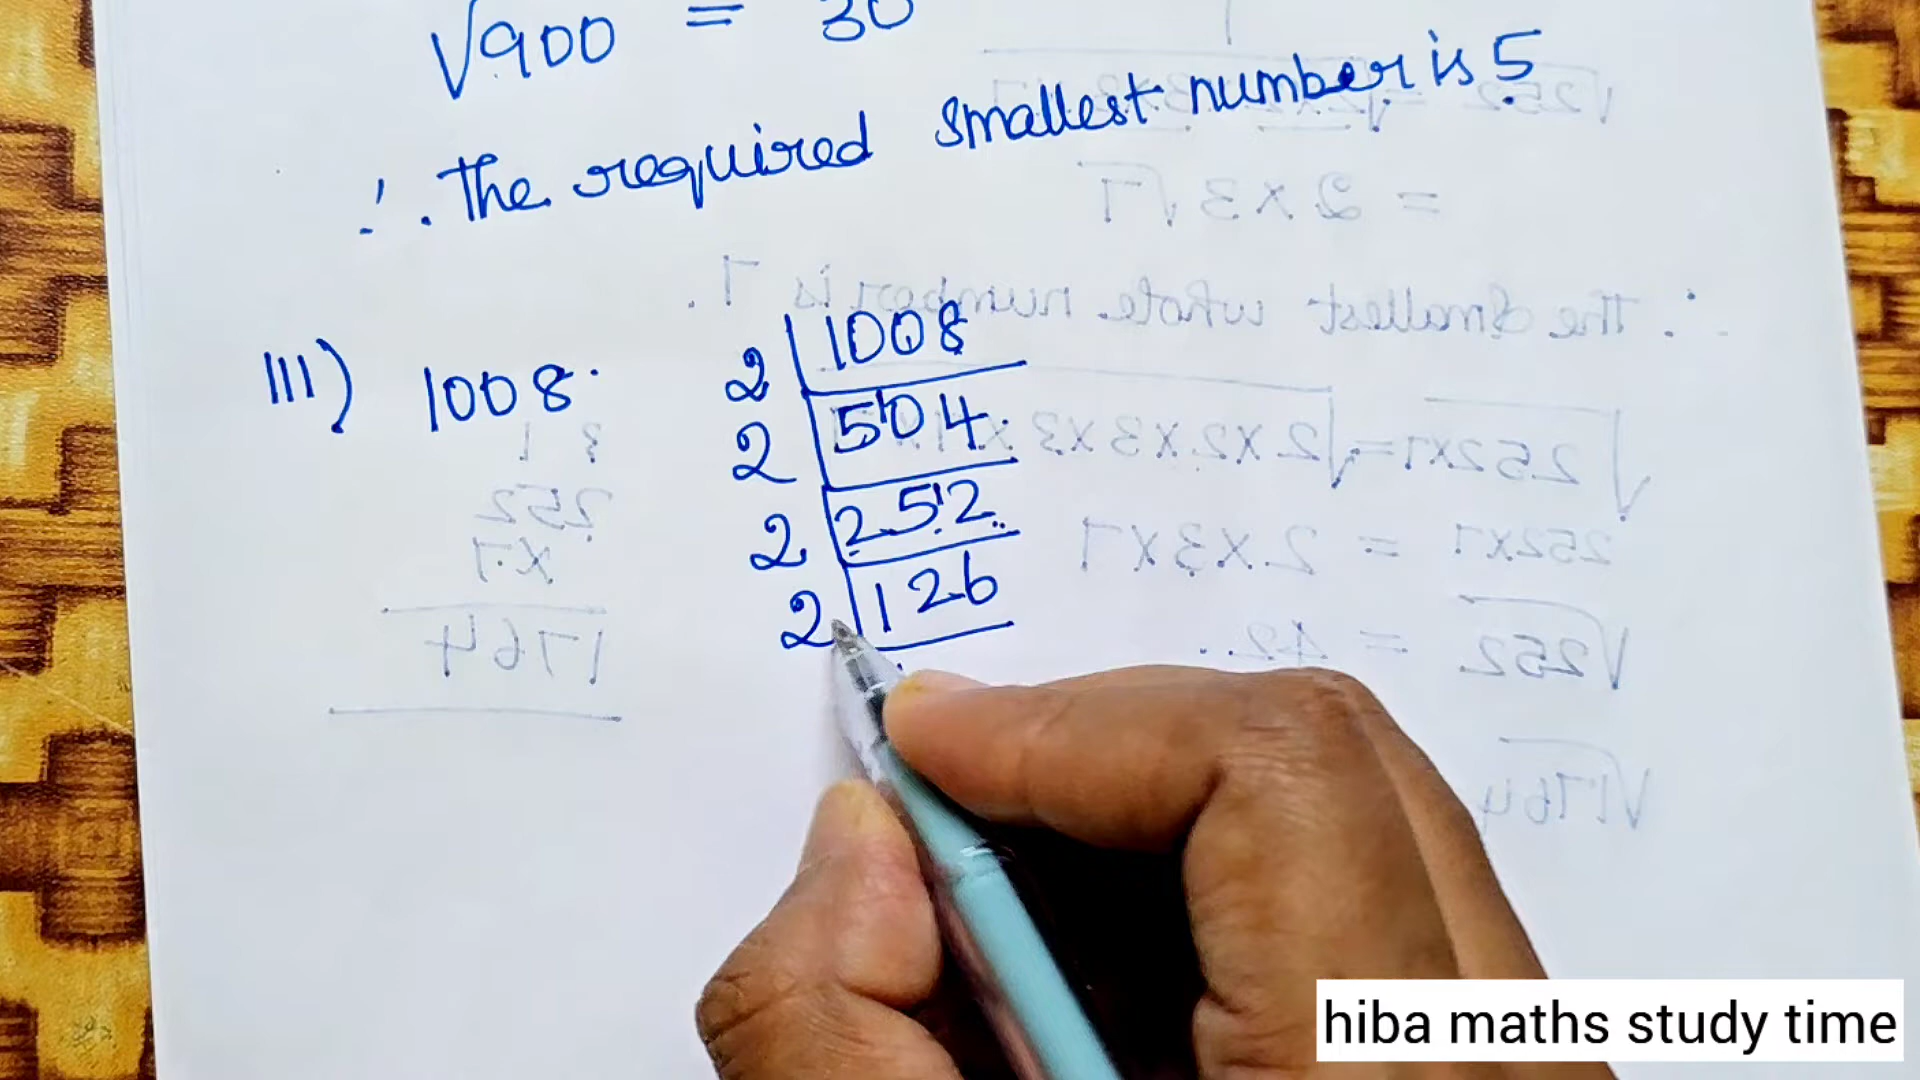 √900 = 30
∴ The required smallest number is 5
III) 1008.
2 | 1008
2 | 504
2 | 252
2 | 126
hiba maths study time